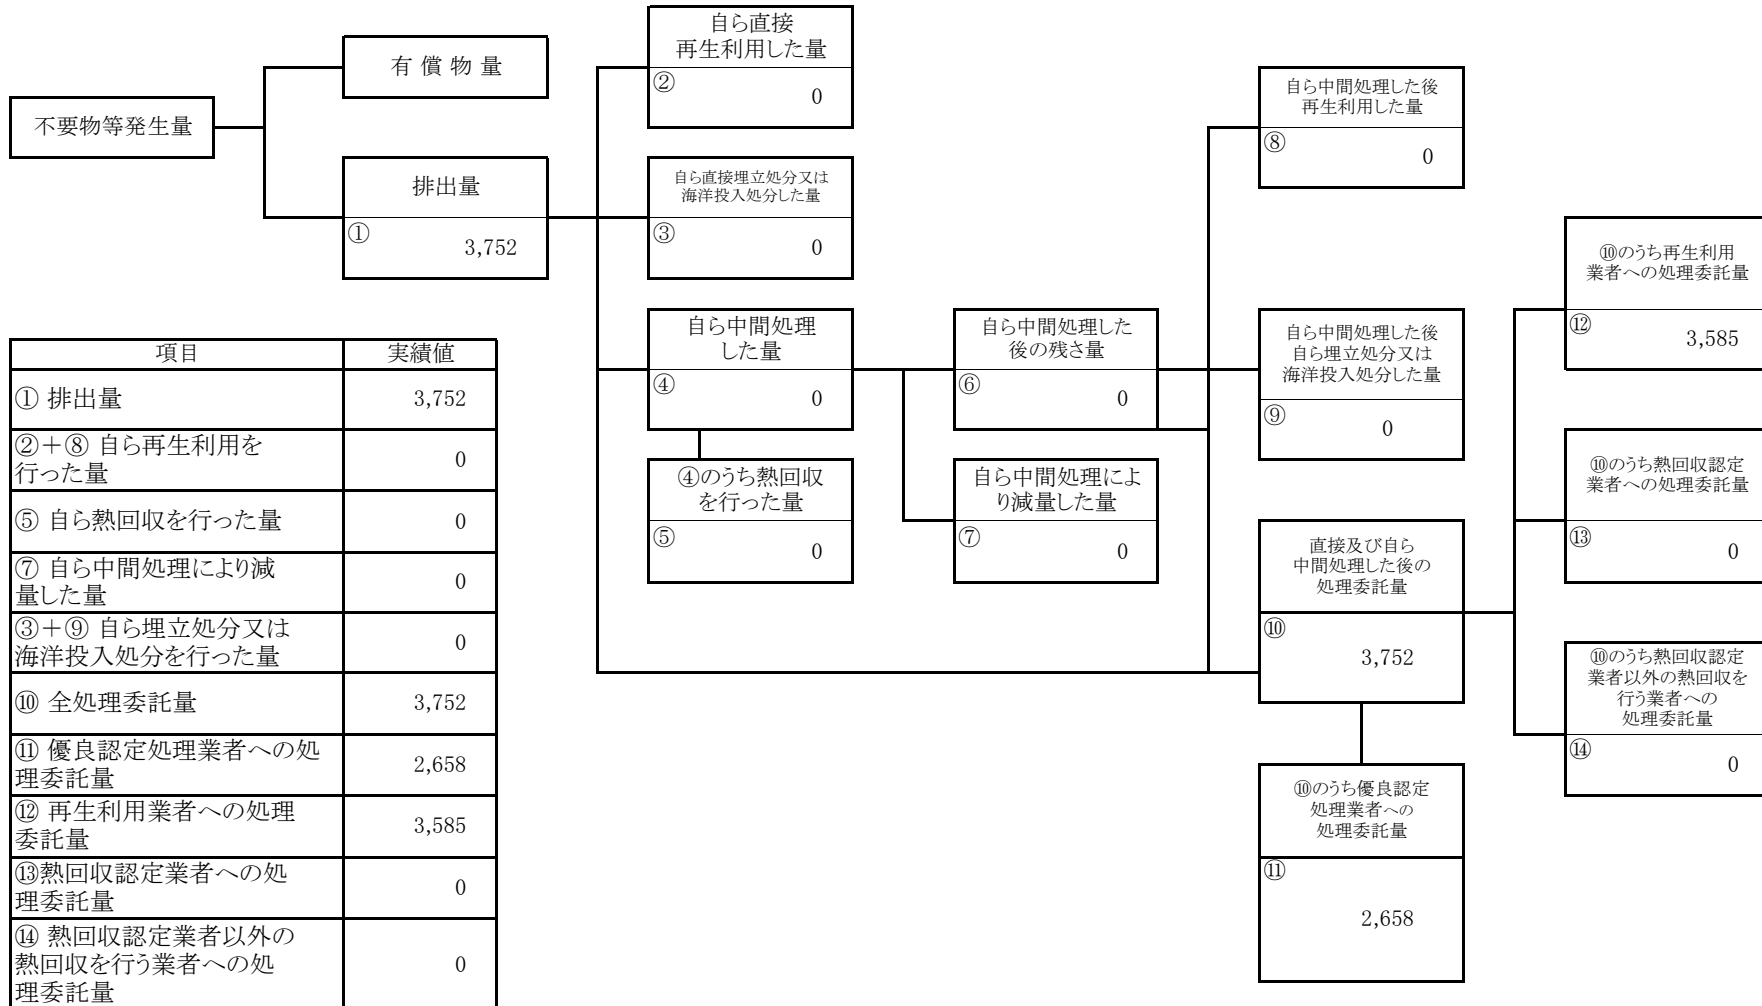 不要物等発生量
有 償 物 量
排出量
①
3,752
自ら直接
再生利用した量
②
0
自ら直接埋立処分又は
海洋投入処分した量
③
0
自ら中間処理
した量
④
0
④のうち熱回収
を行った量
⑤
0
自ら中間処理した
後の残さ量
⑥
0
自ら中間処理によ
り減量した量
⑦
0
自ら中間処理した後
再生利用した量
⑧
0
自ら中間処理した後
自ら埋立処分又は
海洋投入処分した量
⑨
0
直接及び自ら
中間処理した後の
処理委託量
⑩
3,752
⑩のうち優良認定
処理業者への
処理委託量
⑪
2,658
⑩のうち再生利用
業者への処理委託量
⑫
3,585
⑩のうち熱回収認定
業者への処理委託量
⑬
0
⑩のうち熱回収認定
業者以外の熱回収を
行う業者への
処理委託量
⑭
0
項目 実績値
① 排出量 3,752
②+⑧ 自ら再生利用を
行った量 0
⑤ 自ら熱回収を行った量 0
⑦ 自ら中間処理により減
量した量 0
③+⑨ 自ら埋立処分又は
海洋投入処分を行った量 0
⑩ 全処理委託量 3,752
⑪ 優良認定処理業者への処
理委託量 2,658
⑫ 再生利用業者への処理
委託量 3,585
⑬熱回収認定業者への処
理委託量 0
⑭ 熱回収認定業者以外の
熱回収を行う業者への処
理委託量 0